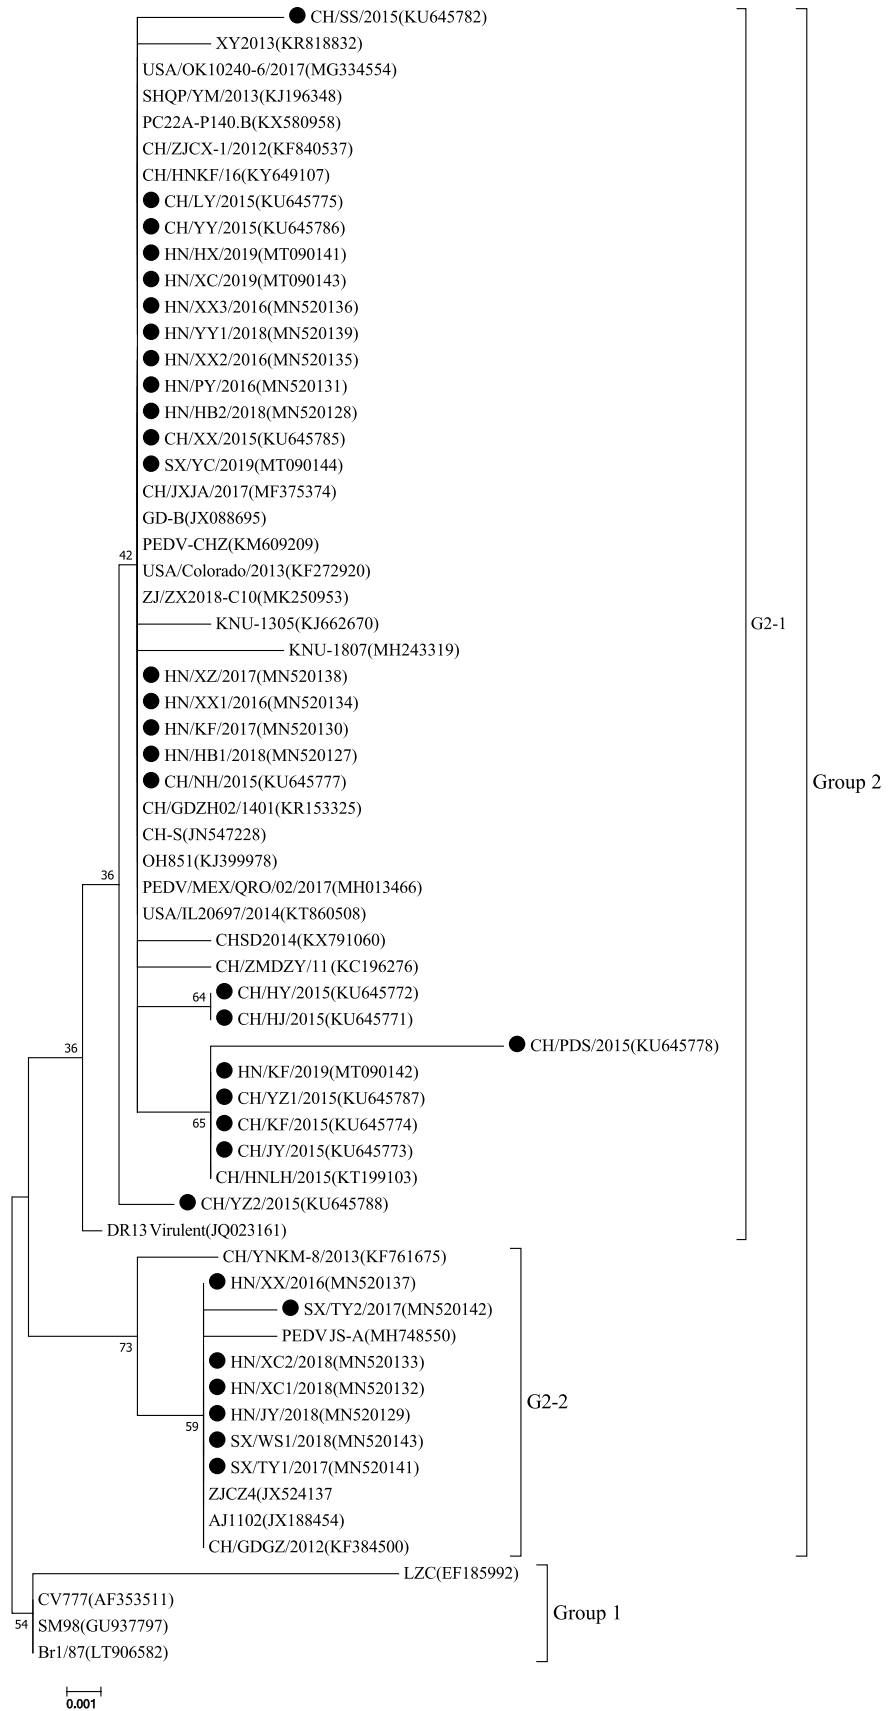 CH/SS/2015(KU645782)
XY2013(KR818832)
USA/OK10240-6/2017(MG334554)
SHQP/YM/2013(KJ196348)
PC22A-P140.B(KX580958)
CH/ZJCX-1/2012(KF840537)
CH/HNKF/16(KY649107)
CH/LY/2015(KU645775)
CH/YY/2015(KU645786)
HN/HX/2019(MT090141)
HN/XC/2019(MT090143)
HN/XX3/2016(MN520136)
HN/YY1/2018(MN520139)
HN/XX2/2016(MN520135)
HN/PY/2016(MN520131)
HN/HB2/2018(MN520128)
CH/XX/2015(KU645785)
SX/YC/2019(MT090144)
CH/JXJA/2017(MF375374)
GD-B(JX088695)
PEDV-CHZ(KM609209)
42
USA/Colorado/2013(KF272920)
ZJ/ZX2018-C10(MK250953)
KNU-1305(KJ662670)
G2-1
KNU-1807(MH243319)
HN/XZ/2017(MN520138)
HN/XX1/2016(MN520134)
HN/KF/2017(MN520130)
HN/HB1/2018(MN520127)
CH/NH/2015(KU645777)
Group 2
CH/GDZH02/1401(KR153325)
CH-S(JN547228)
OH851(KJ399978)
36
PEDV/MEX/QRO/02/2017(MH013466)
USA/IL20697/2014(KT860508)
CHSD2014(KX791060)
CH/ZMDZY/11(KC196276)
64
CH/HY/2015(KU645772)
CH/HJ/2015(KU645771)
36
CH/PDS/2015(KU645778)
HN/KF/2019(MT090142)
CH/YZ1/2015(KU645787)
65
CH/KF/2015(KU645774)
CH/JY/2015(KU645773)
CH/HNLH/2015(KT199103)
CH/YZ2/2015(KU645788)
DR13 Virulent(JQ023161)
CH/YNKM-8/2013(KF761675)
HN/XX/2016(MN520137)
SX/TY2/2017(MN520142)
73
PEDV JS-A(MH748550)
HN/XC2/2018(MN520133)
HN/XC1/2018(MN520132)
G2-2
HN/JY/2018(MN520129)
59
SX/WS1/2018(MN520143)
SX/TY1/2017(MN520141)
ZJCZ4(JX524137
AJ1102(JX188454)
CH/GDGZ/2012(KF384500)
LZC(EF185992)
CV777(AF353511)
Group 1
54
SM98(GU937797)
Br1/87(LT906582)
0.001